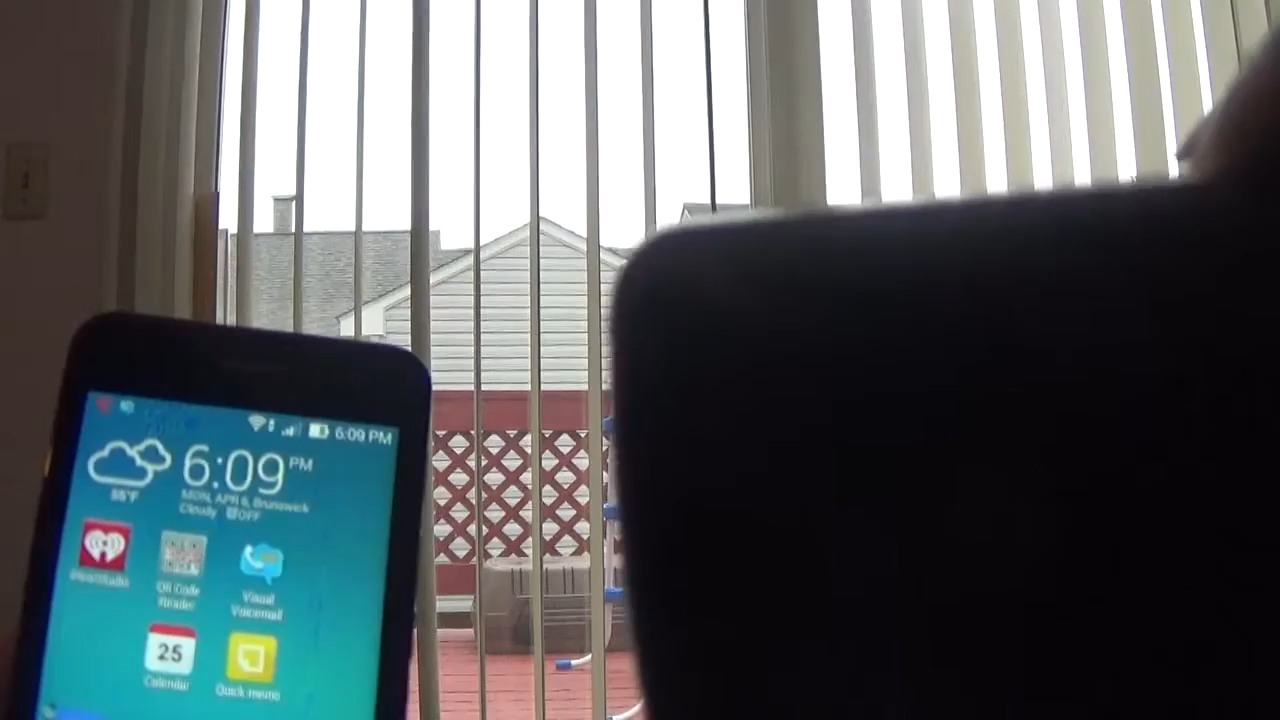 6:09 PM
6:09 PM
55°F
MON, APR 6, Brunswick
Cloudy OFF
iHeartRadio
QR Code
Reader
Visual
Voicemail
25
Calendar
Quick memo